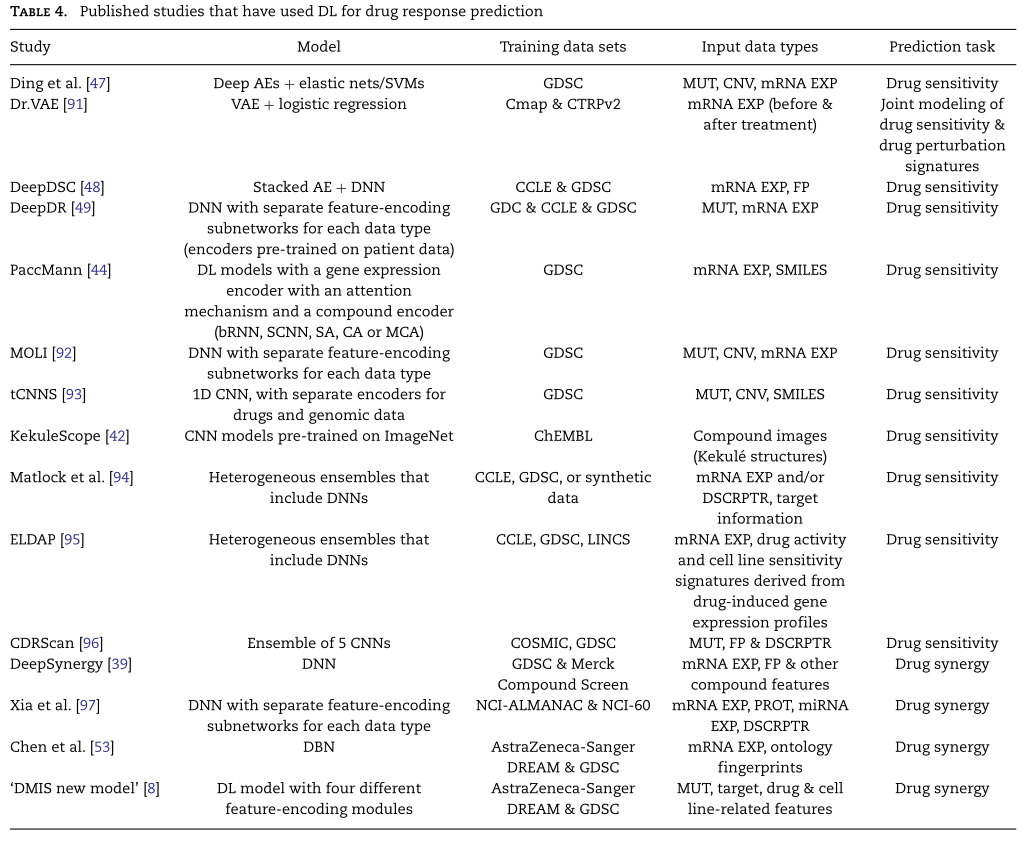 TABLE 4. Published studies that have used DL for drug response prediction
Study Model Training data sets Input data types Prediction task
Ding et al. [47] Deep AEs + elastic nets/SVMs GDSC MUT, CNV, mRNA EXP Drug sensitivity
Dr.VAE [91] VAE + logistic regression Cmap & CTRPv2 mRNA EXP (before & Joint modeling of
after treatment) drug sensitivity &
drug perturbation
signatures
DeepDSC [48] Stacked AE + DNN CCLE & GDSC mRNA EXP, FP Drug sensitivity
DeepDR [49] DNN with separate feature-encoding GDC & CCLE & GDSC MUT, mRNA EXP Drug sensitivity
subnetworks for each data type
(encoders pre-trained on patient data)
PaccMann [44] DL models with a gene expression GDSC mRNA EXP, SMILES Drug sensitivity
encoder with an attention
mechanism and a compound encoder
(bRNN, SCNN, SA, CA or MCA)
MOLI [92] DNN with separate feature-encoding GDSC MUT, CNV, mRNA EXP Drug sensitivity
subnetworks for each data type
tCNNS [93] 1D CNN, with separate encoders for GDSC MUT, CNV, SMILES Drug sensitivity
drugs and genomic data
KekuleScope [42] CNN models pre-trained on ImageNet ChEMBL Compound images Drug sensitivity
(Kekulé structures)
Matlock et al. [94] Heterogeneous ensembles that CCLE, GDSC, or synthetic mRNA EXP and/or Drug sensitivity
include DNNs data DSCRPTR, target
information
ELDAP [95] Heterogeneous ensembles that CCLE, GDSC, LINCS mRNA EXP, drug activity Drug sensitivity
include DNNs and cell line sensitivity
signatures derived from
drug-induced gene
expression profiles
CDRScan [96] Ensemble of 5 CNNs COSMIC, GDSC MUT, FP & DSCRPTR Drug sensitivity
DeepSynergy [39] DNN GDSC & Merck mRNA EXP, FP & other Drug synergy
Compound Screen compound features
Xia et al. [97] DNN with separate feature-encoding NCI-ALMANAC & NCI-60 mRNA EXP, PROT, miRNA Drug synergy
subnetworks for each data type EXP, DSCRPTR
Chen et al. [53] DBN AstraZeneca-Sanger mRNA EXP, ontology Drug synergy
DREAM & GDSC fingerprints
‘DMIS new model’ [8] DL model with four different AstraZeneca-Sanger MUT, target, drug & cell Drug synergy
feature-encoding modules DREAM & GDSC line-related features